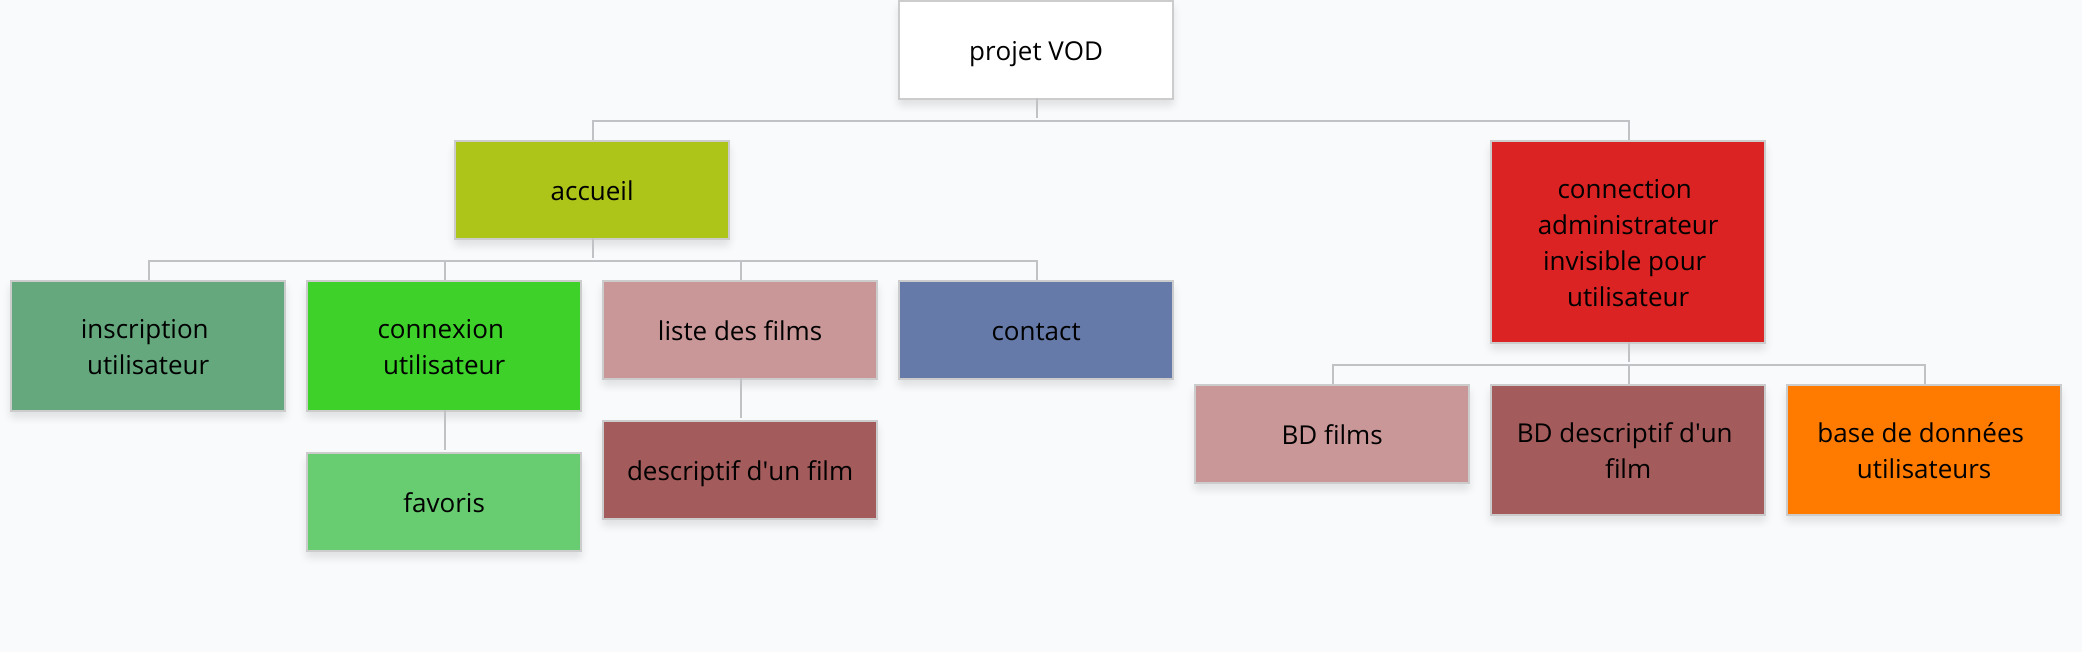 projet VOD
accueil
connection
administrateur
invisible pour
utilisateur
inscription
utilisateur
connexion
utilisateur
liste des films
contact
BD films
BD descriptif d'un
film
base de données
utilisateurs
descriptif d'un film
favoris